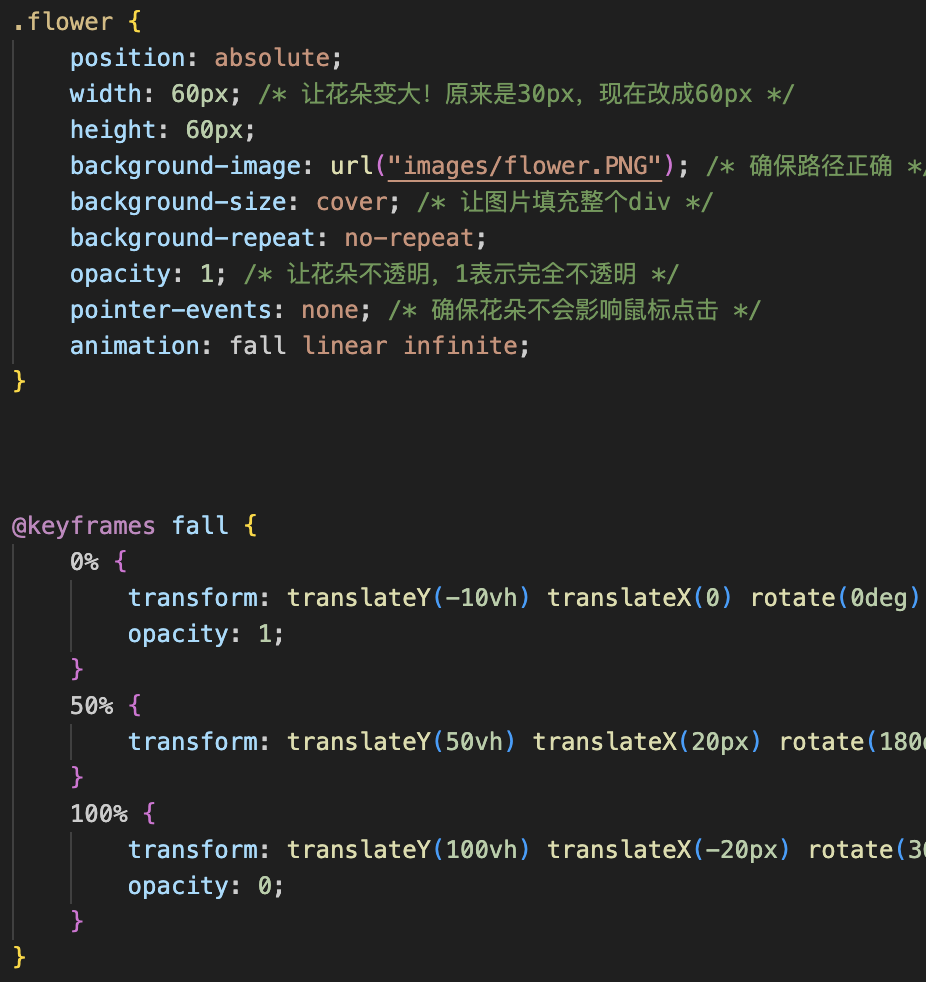 .flower {
    position: absolute;
    width: 60px; /* 让花朵变大！原来是30px，现在改成60px */
    height: 60px;
    background-image: url("images/flower.PNG"); /* 确保路径正确 */
    background-size: cover; /* 让图片填充整个div */
    background-repeat: no-repeat;
    opacity: 1; /* 让花朵不透明，1表示完全不透明 */
    pointer-events: none; /* 确保花朵不会影响鼠标点击 */
    animation: fall linear infinite;
}
@keyframes fall {
    0% {
        transform: translateY(-10vh) translateX(0) rotate(0deg)
        opacity: 1;
    }
    50% {
        transform: translateY(50vh) translateX(20px) rotate(180
    }
    100% {
        transform: translateY(100vh) translateX(-20px) rotate(
        opacity: 0;
    }
}